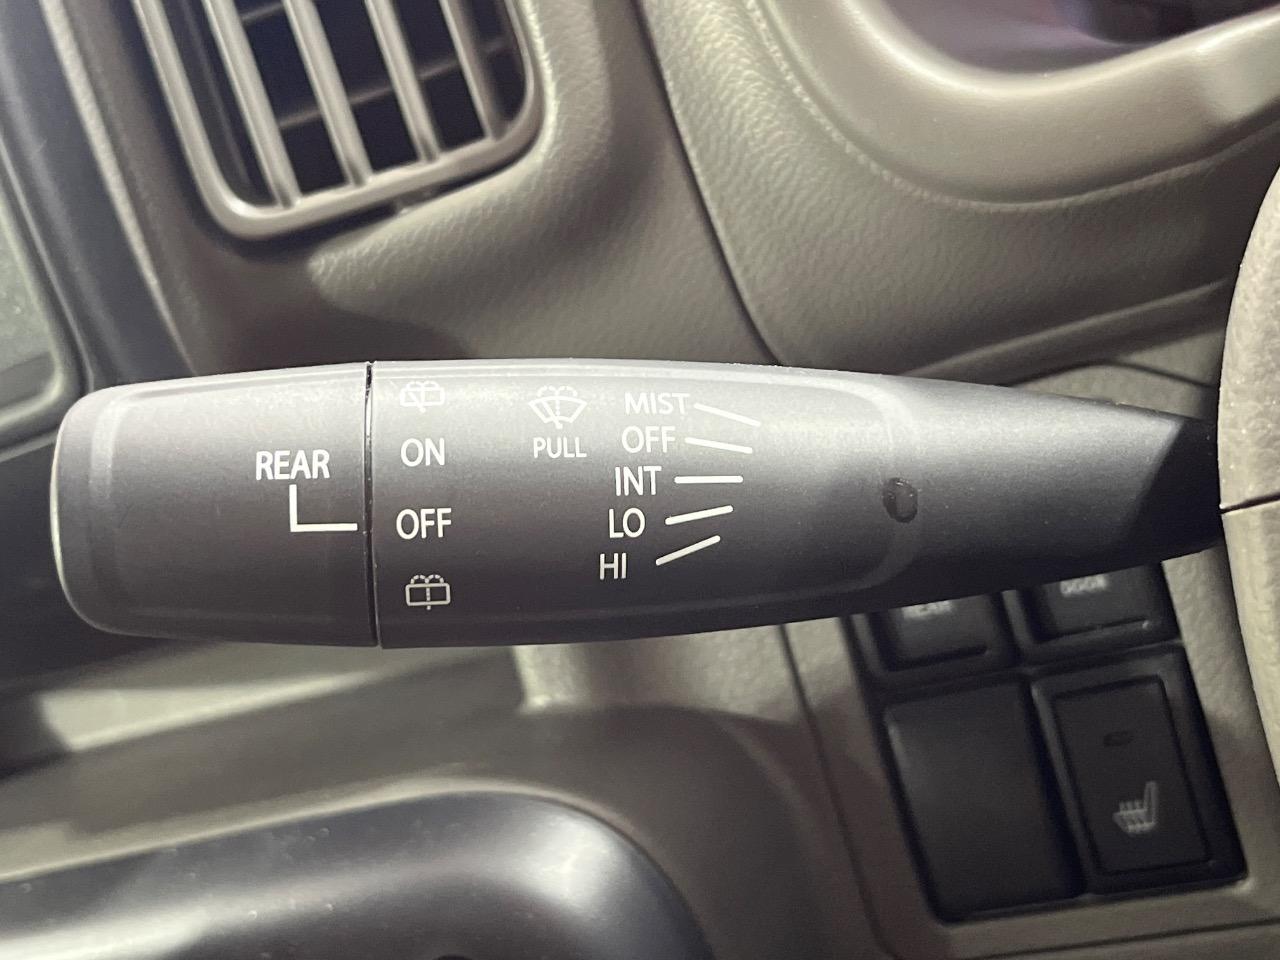 REAR
ON
OFF
PULL
MIST
OFF
INT
LO
HI